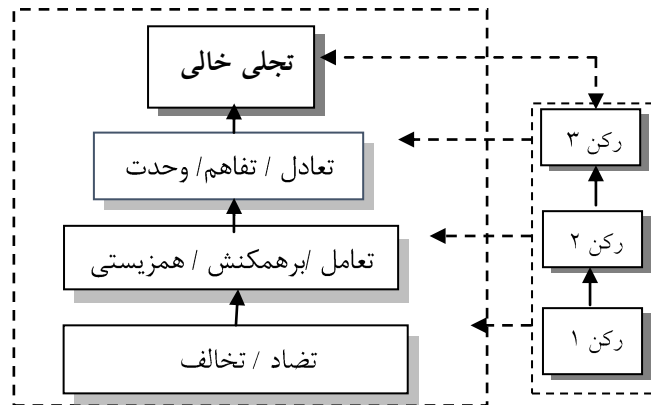 تجلی خالی
رکن ۳
تعادل / تفاهم/ وحدت
رکن ۲
تعامل /برهمکنش / همزیستی
رکن ۱
تضاد / تخالف